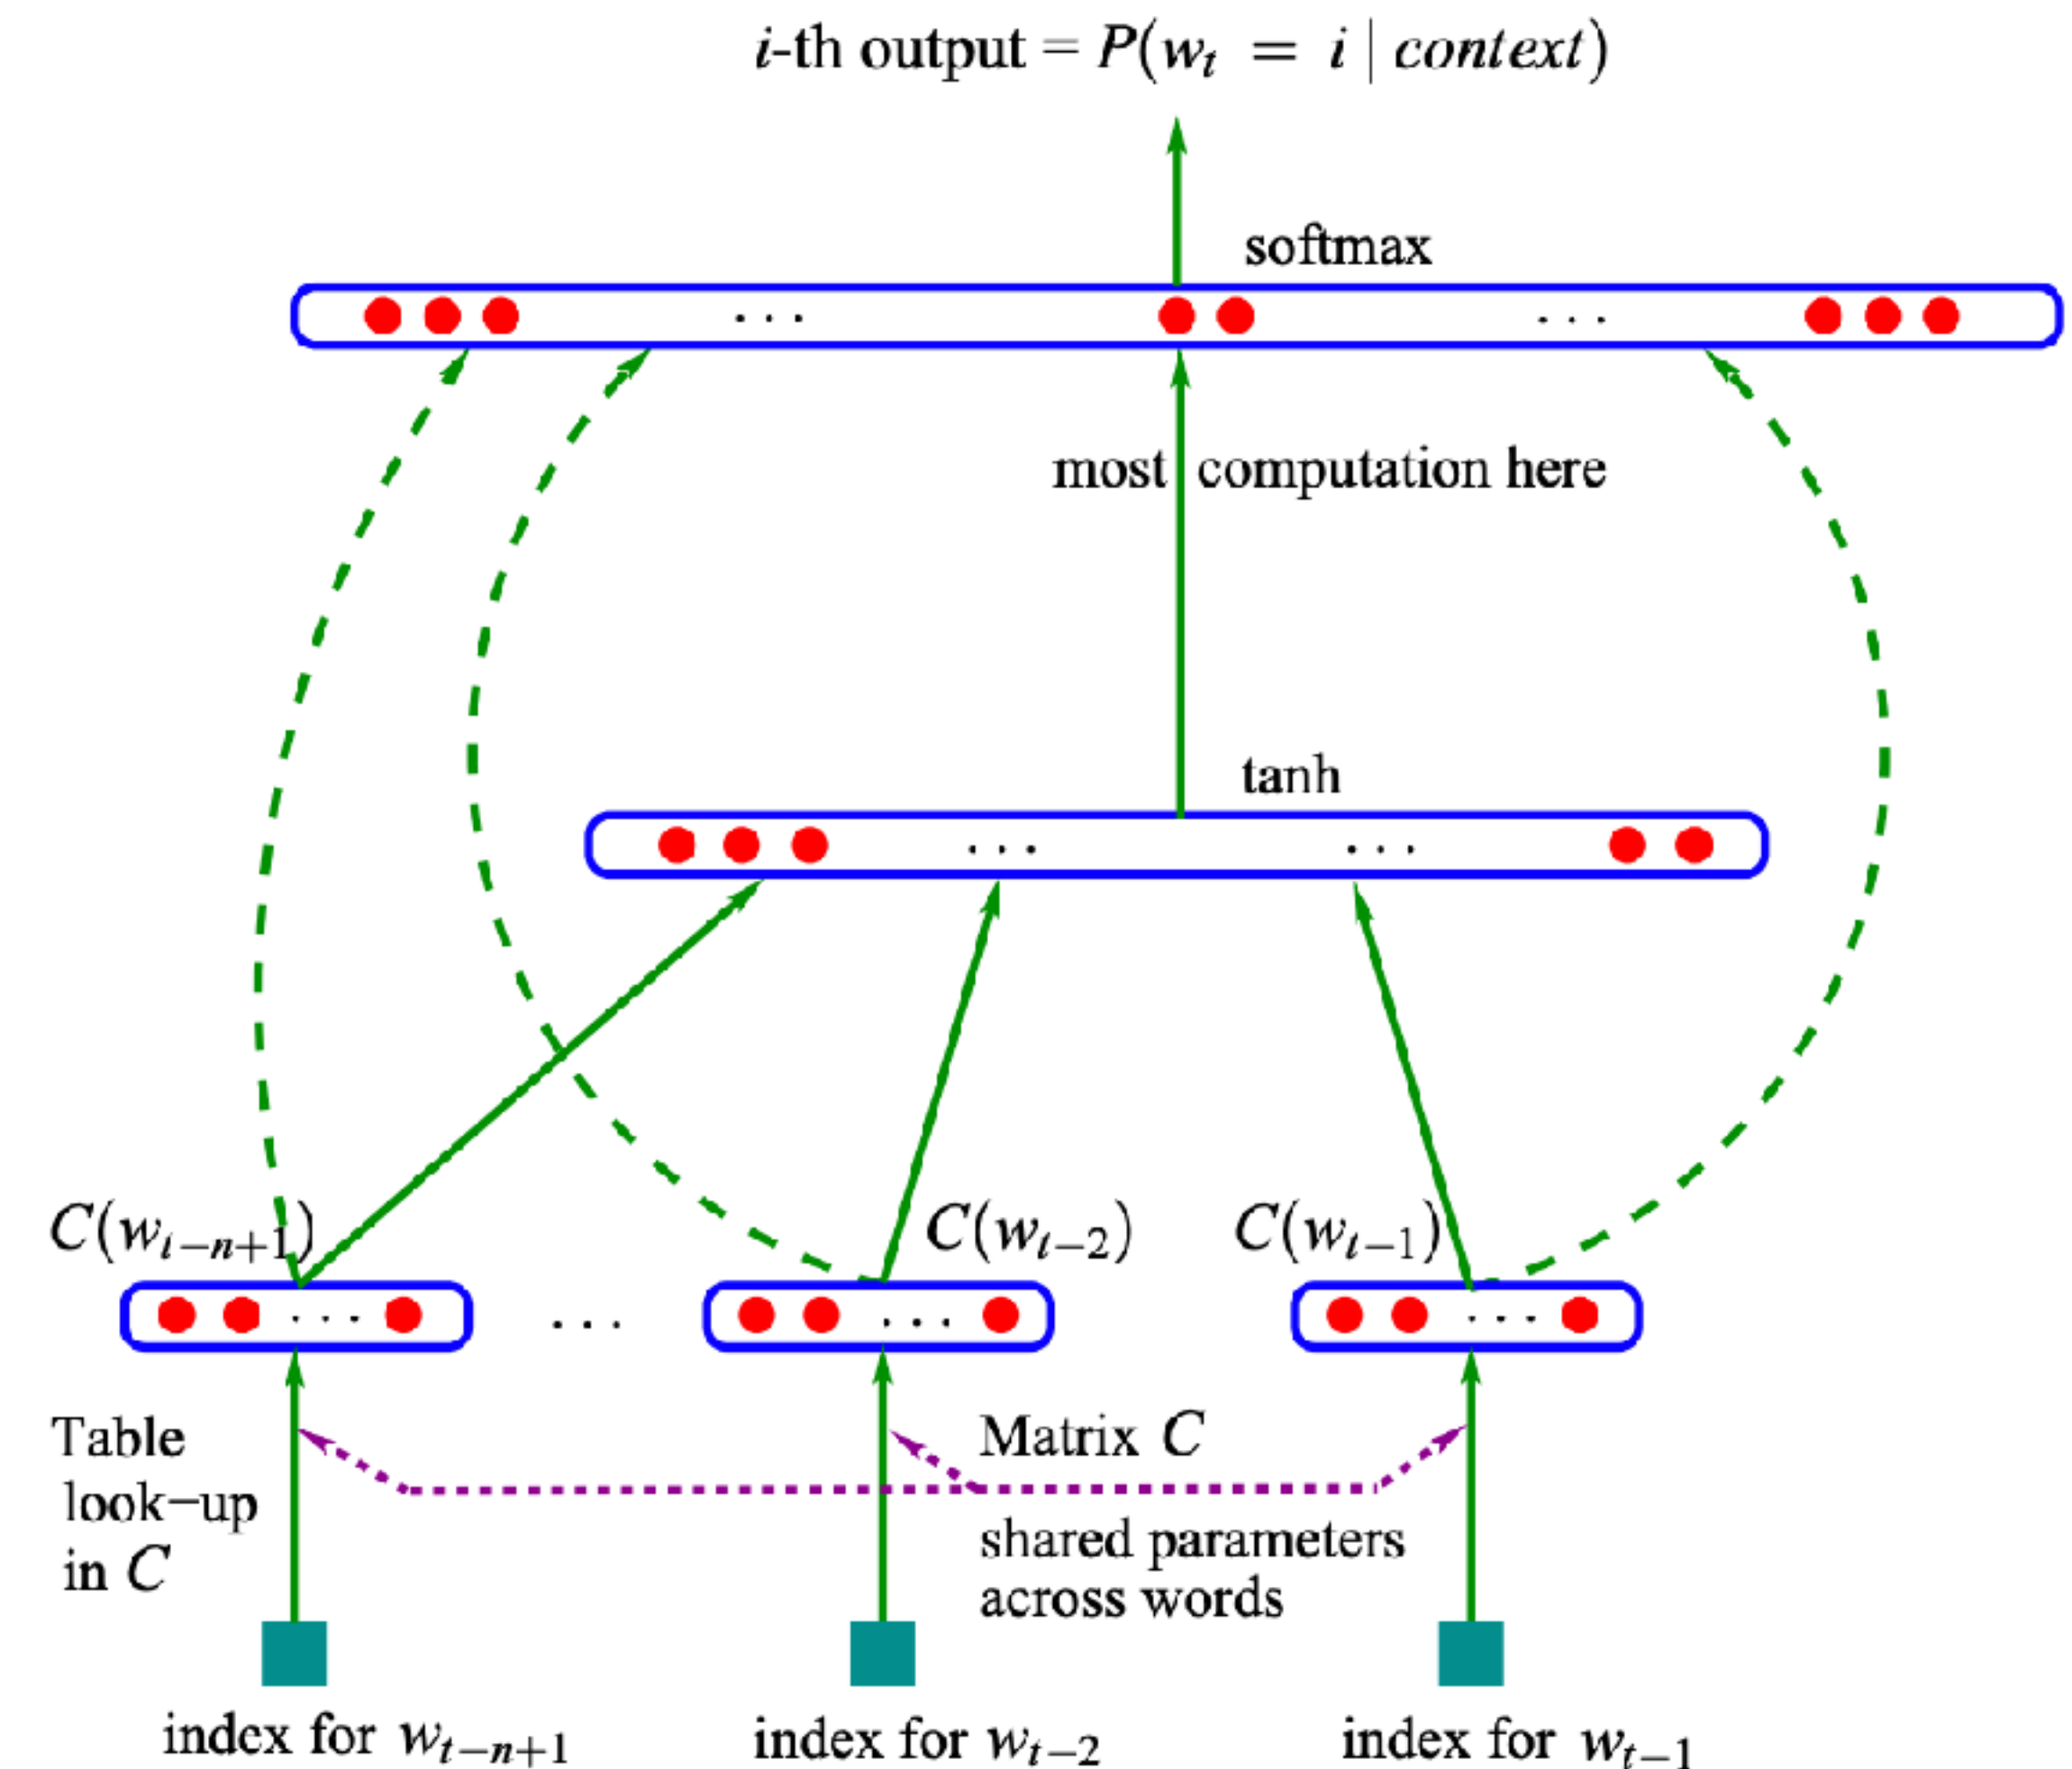 i-th output = P(w_t = i | context)
softmax
...
...
most computation here
tanh
...
...
C(w_{t−n+1})
C(w_{t−2})
C(w_{t−1})
...
...
...
...
Table
look−up
in C
Matrix C
shared parameters
across words
index for w_{t−n+1}
index for w_{t−2}
index for w_{t−1}